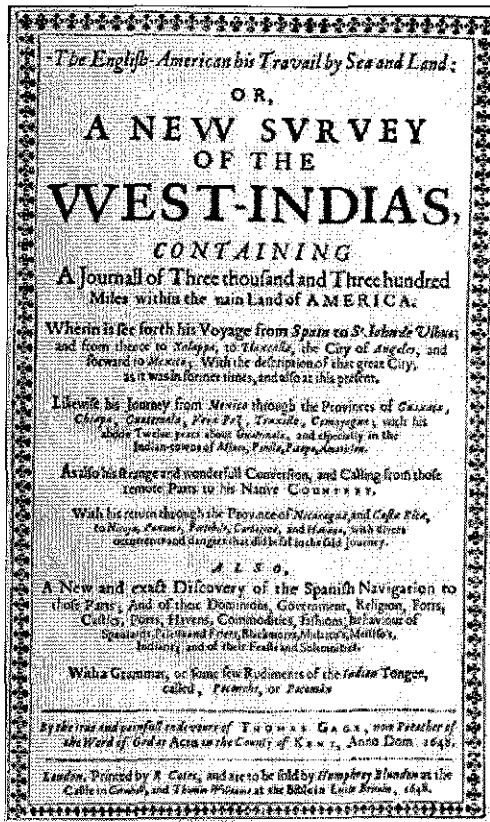 The Engliſh-American his Travail by Sea and Land:
OR,
A NEVV SVRVEY
OF THE
VVEST-INDIA'S,
CONTAINING
A Journall of Three thouſand and Three hundred
Miles within the main Land of AMERICA.
Wherin is ſet forth his Voyage from Spain to St. Iohn de Ulhua;
and from thence to Xalappa, to Tlaxcalla, the City of Angeles, and
forward to Mexico; With the deſcription of that great City,
as it was in former times, and alſo at this preſent.
Likewiſe his Journey from Mexico through the Provinces of Guaxaca,
Chiapa, Guatemala, Vera Paz, Truxillo, Comayagua; with his
abode Twelve years about Guatemala, and eſpecially in the
Indian-towns of Mixco, Pinola, Petapa, Amatitlan.
As alſo his ſtrange and wonderfull Converſion, and Calling from thoſe
remote Parts to his Native COUNTREY.
With his return through the Province of Nicaragua, and Coſta Rica,
to Nicoya, Panama, Portobelo, Cartagena, and Havana, with divers
occurrents and dangers that did befal in the ſaid Journey.
ALSO,
A New and exact Diſcovery of the Spaniſh Navigation to
thoſe Parts; And of their Dominions, Government, Religion, Forts,
Caſtles, Ports, Havens, Commodities, faſhions, behaviour of
Spaniards, Prieſts and Friers, Blackmores, Mulatto's, Meſtiſo's,
Indians; and of their Feaſts and Solemnities.
With a Grammar, or ſome few Rudiments of the Indian Tongue,
called, Poconchi, or Pocoman
By the true and painfull endevours of THOMAS GAGE, now Preacher of
the Word of God at Acris in the County of KENT, Anno Dom. 1648.
London, Printed by R. Cotes, and are to be ſold by Humphrey Blunden at the
Caſtle in Cornhill, and Thomas Williams at the Bible in Little Britain, 1648.